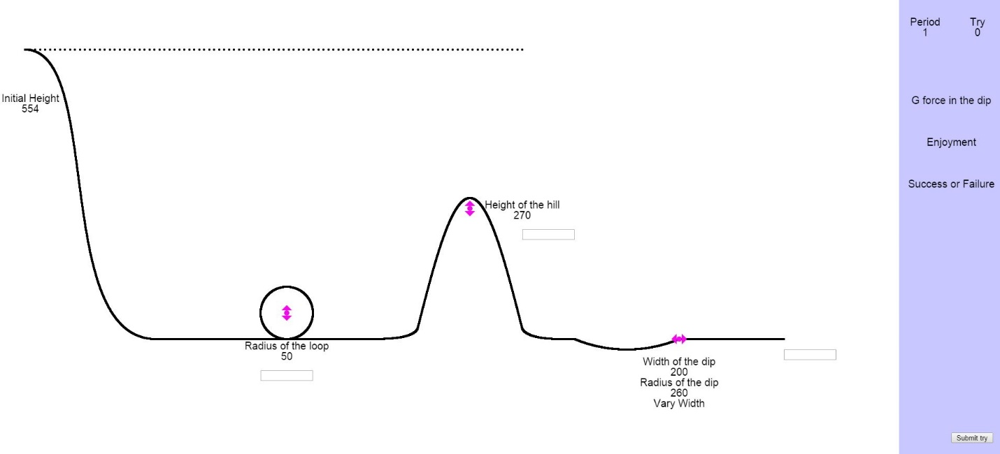 Period
1
Try
0
Initial Height
554
G force in the dip
Enjoyment
Success or Failure
Height of the hill
270
Radius of the loop
50
Width of the dip
200
Radius of the dip
260
Vary Width
Submit try